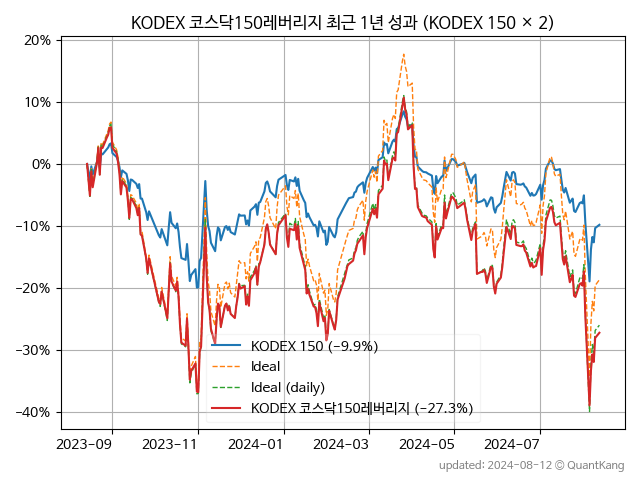 KODEX 코스닥150레버리지 최근 1년 성과 (KODEX 150 × 2)
20%
10%
0%
−10%
−20%
−30%
−40%
KODEX 150 (−9.9%)
Ideal
Ideal (daily)
KODEX 코스닥150레버리지 (−27.3%)
2023-09 2023-11 2024-01 2024-03 2024-05 2024-07
updated: 2024-08-12 © QuantKang